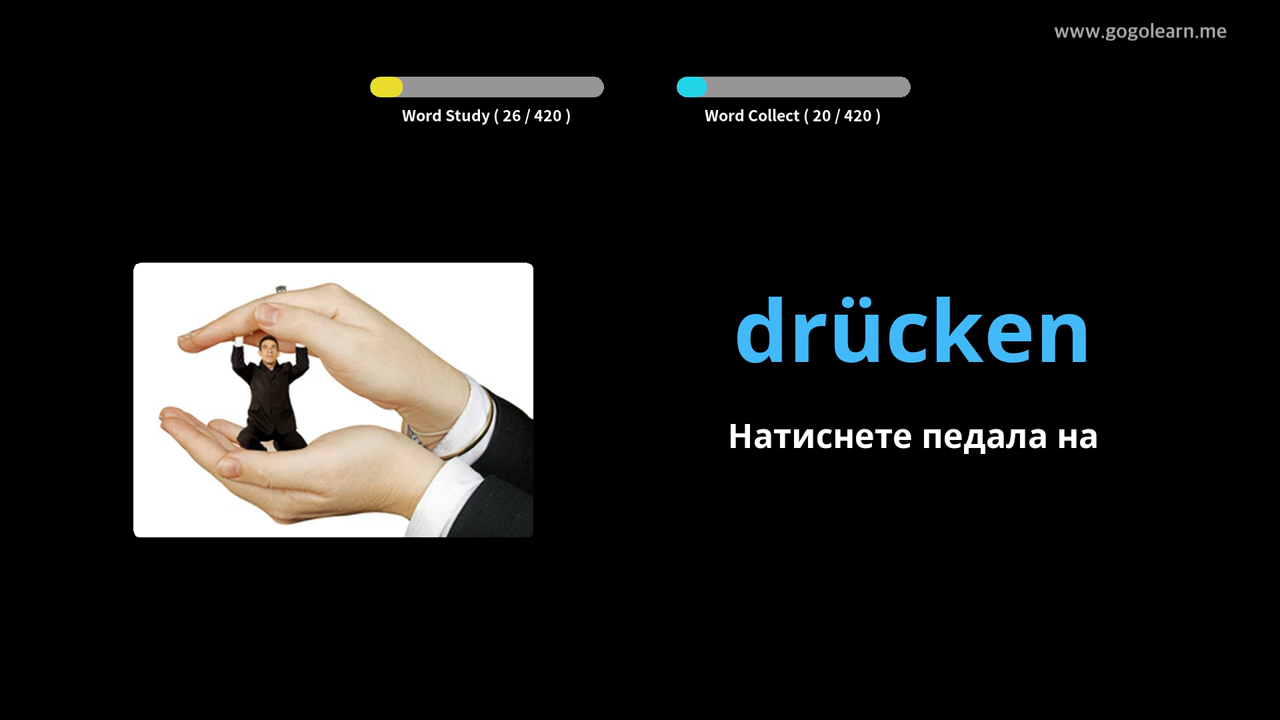 www.gogolearn.me
Word Study ( 26 / 420 )
Word Collect ( 20 / 420 )
drücken
Натиснете педала на